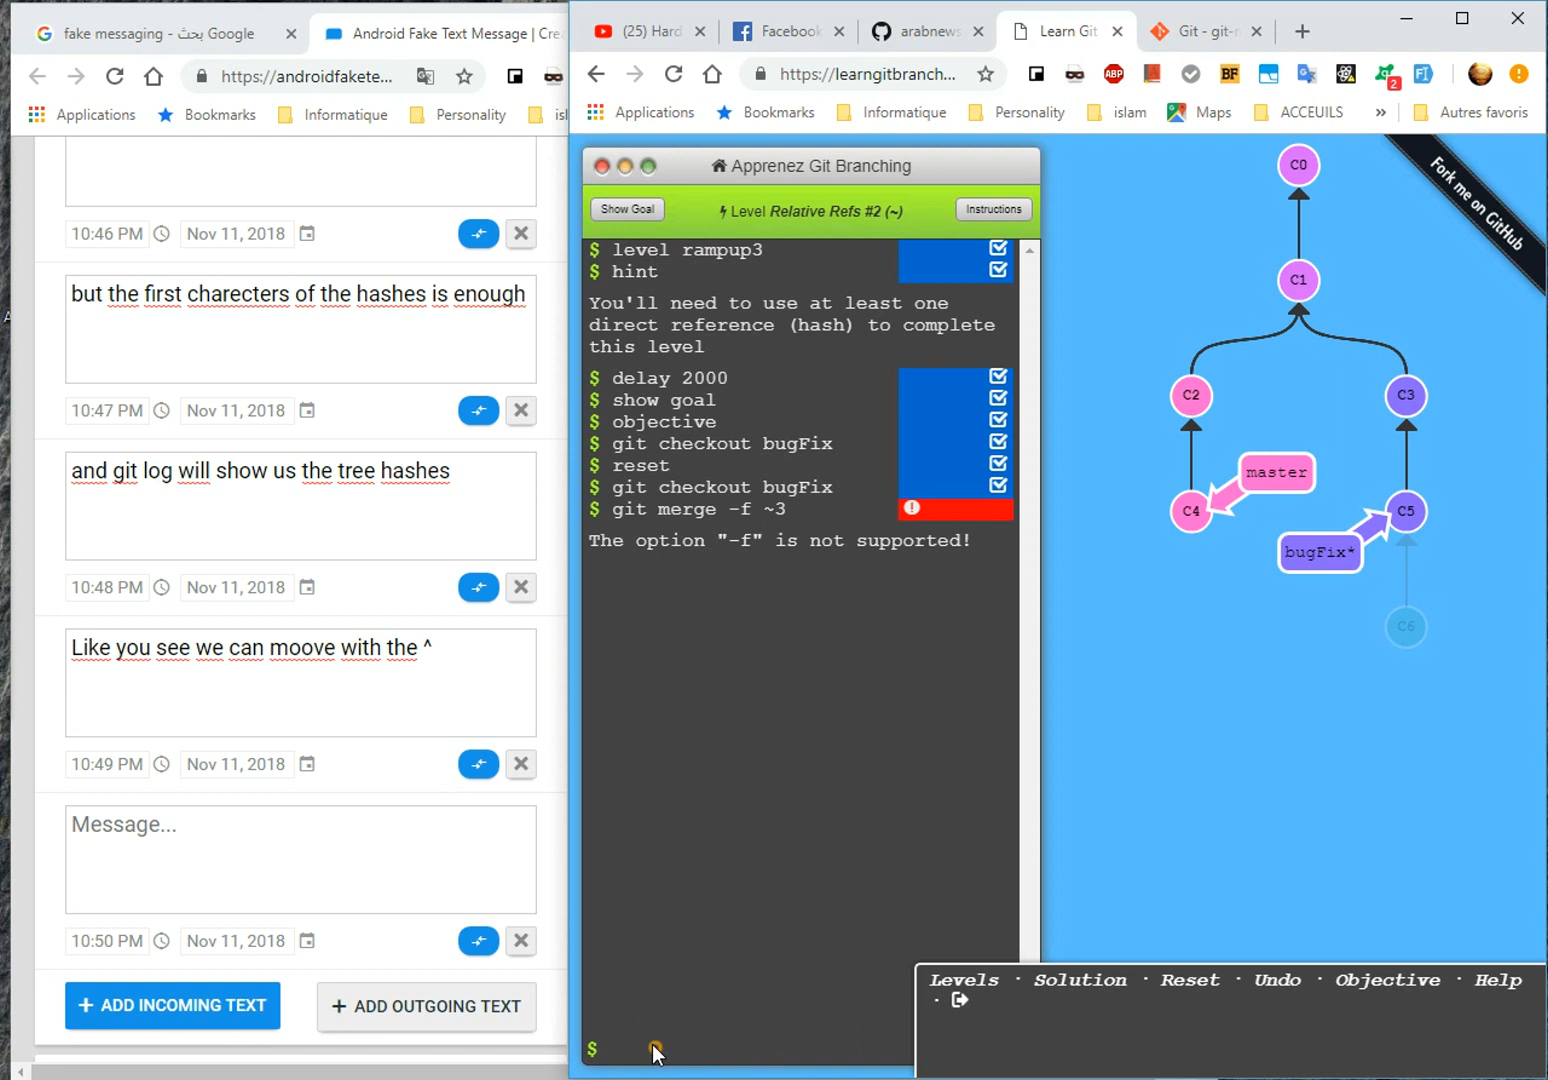 fake messaging - بحث Google
Android Fake Text Message | Cre
https://androidfakete...
Applications
Bookmarks
Informatique
Personality
isl
10:46 PM
Nov 11, 2018
but the first charecters of the hashes is enough
10:47 PM
Nov 11, 2018
and git log will show us the tree hashes
10:48 PM
Nov 11, 2018
Like you see we can moove with the ^
10:49 PM
Nov 11, 2018
Message...
10:50 PM
Nov 11, 2018
+ ADD INCOMING TEXT
+ ADD OUTGOING TEXT
(25) Hard
Facebook
arabnews
Learn Git
Git - git-r
https://learngitbranch...
ABP
BF
2
Applications
Bookmarks
Informatique
Personality
islam
Maps
ACCEUILS
»
Autres favoris
Apprenez Git Branching
Show Goal
Level Relative Refs #2 (~)
Instructions
$ level rampup3
$ hint
You'll need to use at least one
direct reference (hash) to complete
this level
$ delay 2000
$ show goal
$ objective
$ git checkout bugFix
$ reset
$ git checkout bugFix
$ git merge -f ~3
The option "-f" is not supported!
$
C0
C1
C2
C3
master
C4
C5
bugFix*
C6
Fork me on GitHub
Levels · Solution · Reset · Undo · Objective · Help
·